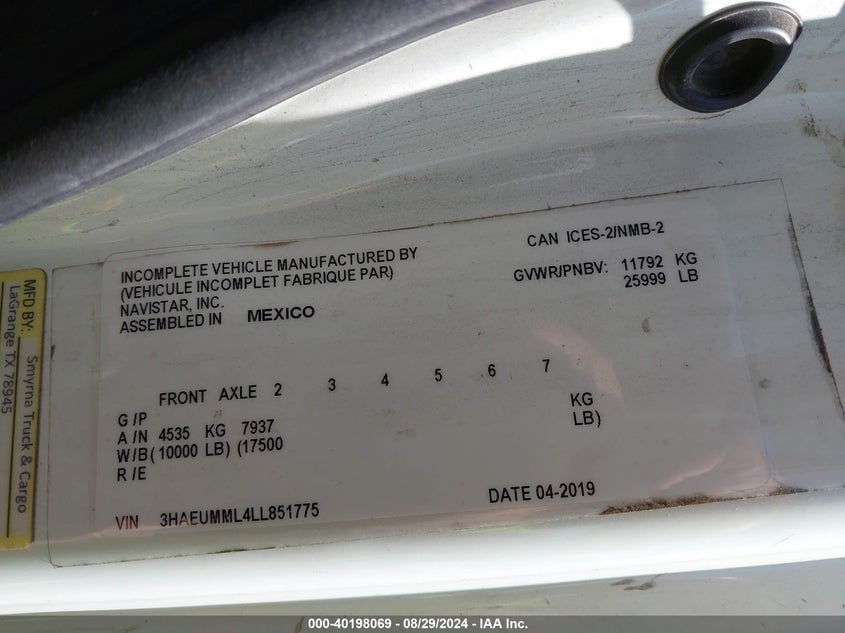 INCOMPLETE VEHICLE MANUFACTURED BY
(VEHICULE INCOMPLET FABRIQUE PAR)
NAVISTAR, INC.
ASSEMBLED IN MEXICO
CAN ICES-2/NMB-2
GVWR/PNBV: 11792 KG
25999 LB
FRONT AXLE 2 3 4 5 6 7
G/P
A/N 4535 KG 7937 KG
W/B (10000 LB) (17500 LB)
R/E
VIN 3HAEUMML4LL851775
DATE 04-2019
MFD BY: Smyrna Truck & Cargo
LaGrange TX 78945
000-40198069 - 08/29/2024 - IAA Inc.